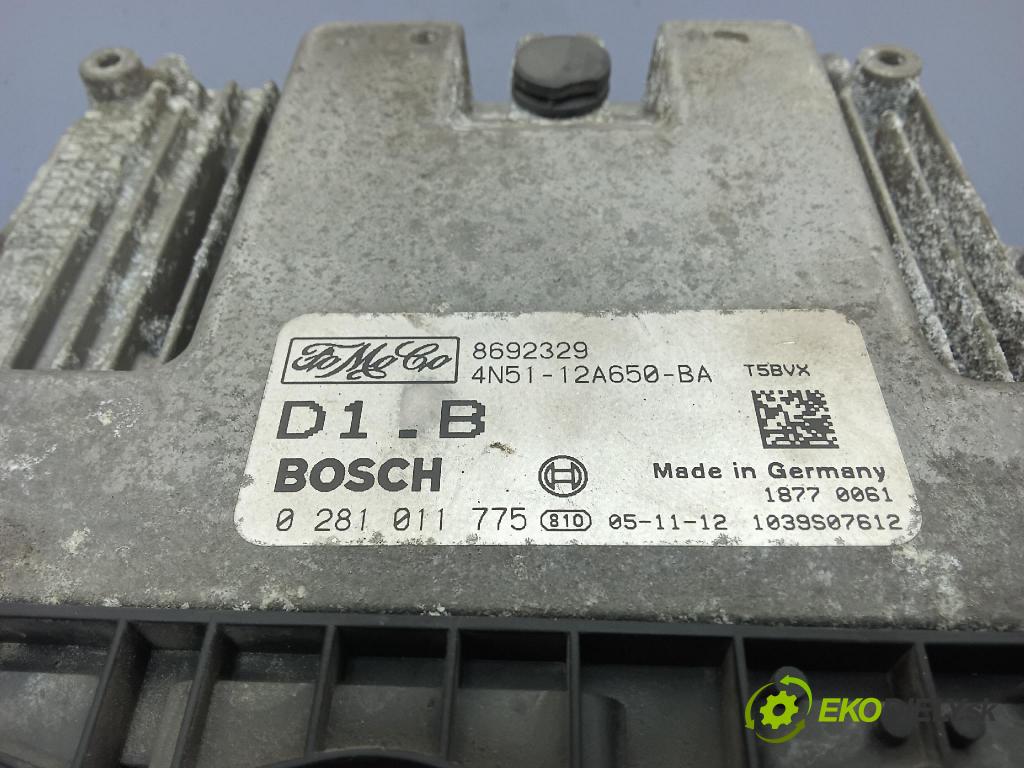 FoMoCo 8692329
4N51-12A650-BA T5BVX
D1.B
BOSCH Made in Germany
1877 0061
0 281 011 775 810 05-11-12 1039S07612
EKO